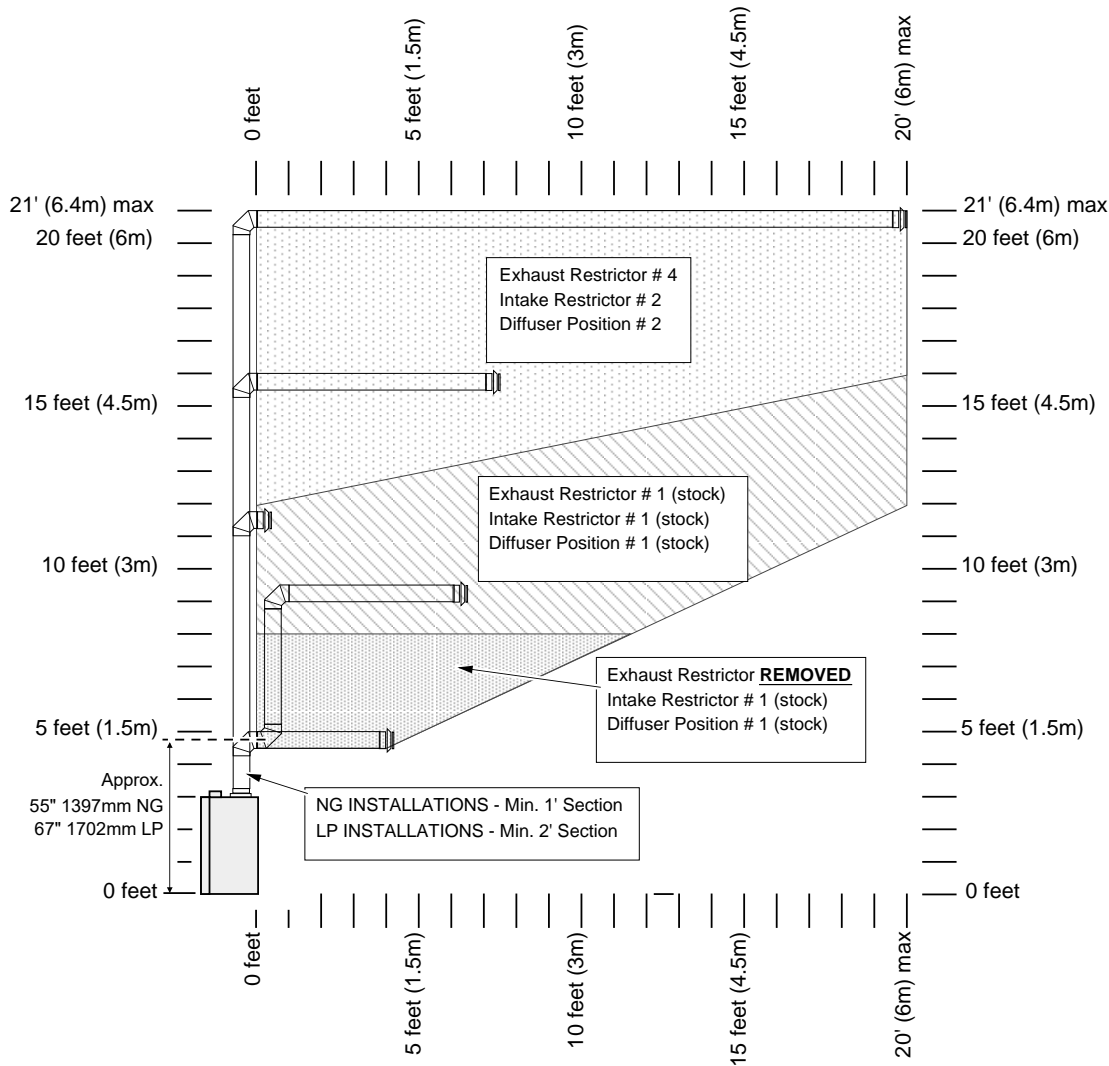 0 feet
5 feet (1.5m)
10 feet (3m)
15 feet (4.5m)
20' (6m) max
21' (6.4m) max
20 feet (6m)
15 feet (4.5m)
10 feet (3m)
5 feet (1.5m)
Approx.
55" 1397mm NG
67" 1702mm LP
0 feet
Exhaust Restrictor # 4
Intake Restrictor # 2
Diffuser Position # 2
Exhaust Restrictor # 1 (stock)
Intake Restrictor # 1 (stock)
Diffuser Position # 1 (stock)
Exhaust Restrictor REMOVED
Intake Restrictor # 1 (stock)
Diffuser Position # 1 (stock)
NG INSTALLATIONS - Min. 1' Section
LP INSTALLATIONS - Min. 2' Section
21' (6.4m) max
20 feet (6m)
15 feet (4.5m)
10 feet (3m)
5 feet (1.5m)
0 feet
0 feet
5 feet (1.5m)
10 feet (3m)
15 feet (4.5m)
20' (6m) max